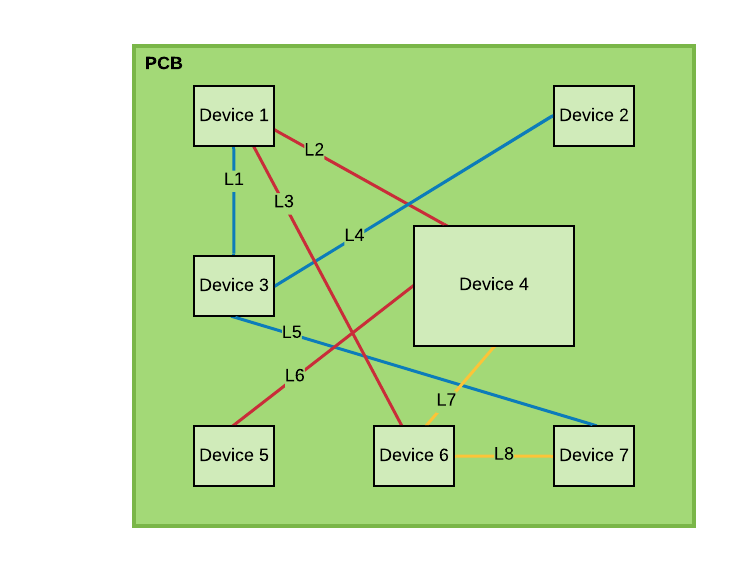 PCB
Device 1
Device 2
L2
L1
L3
L4
Device 3
Device 4
L5
L6
L7
Device 5
Device 6
L8
Device 7